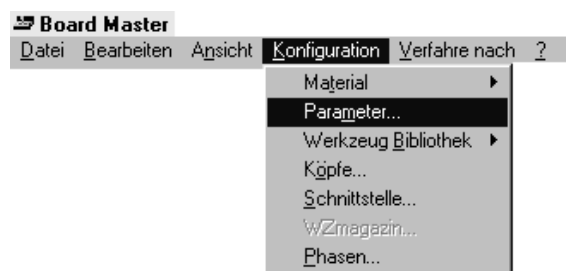 Board Master
Datei Bearbeiten Ansicht Konfiguration Verfahre nach ?
Material
Parameter...
Werkzeug Bibliothek
Köpfe...
Schnittstelle...
WZmagazin...
Phasen...